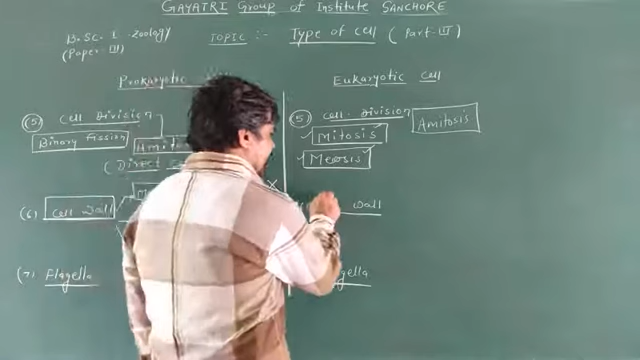 GAYATRI Group of Institute SANCHORE
B.Sc. I Zoology
(Paper-III)
TOPIC :- Type of cell (Part-III)
Prokaryotic
(5) Cell Division
Binary Fission
(Direct
(6) Cell Wall
(7) Flagella
Eukaryotic cell
(5) Cell-Division
Amitosis
Mitosis
Meosis
Wall